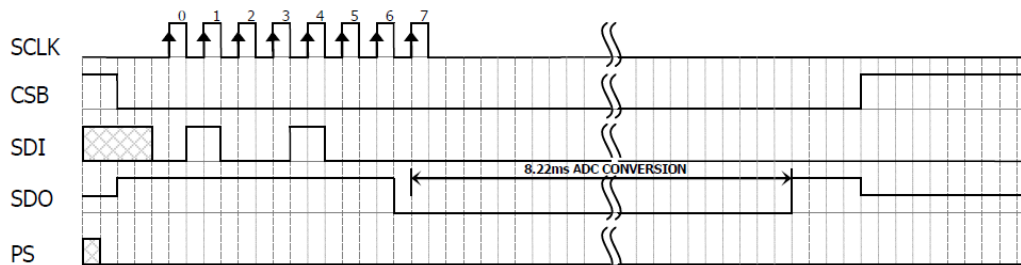 0 1 2 3 4 5 6 7
SCLK
CSB
SDI
8.22ms ADC CONVERSION
SDO
PS